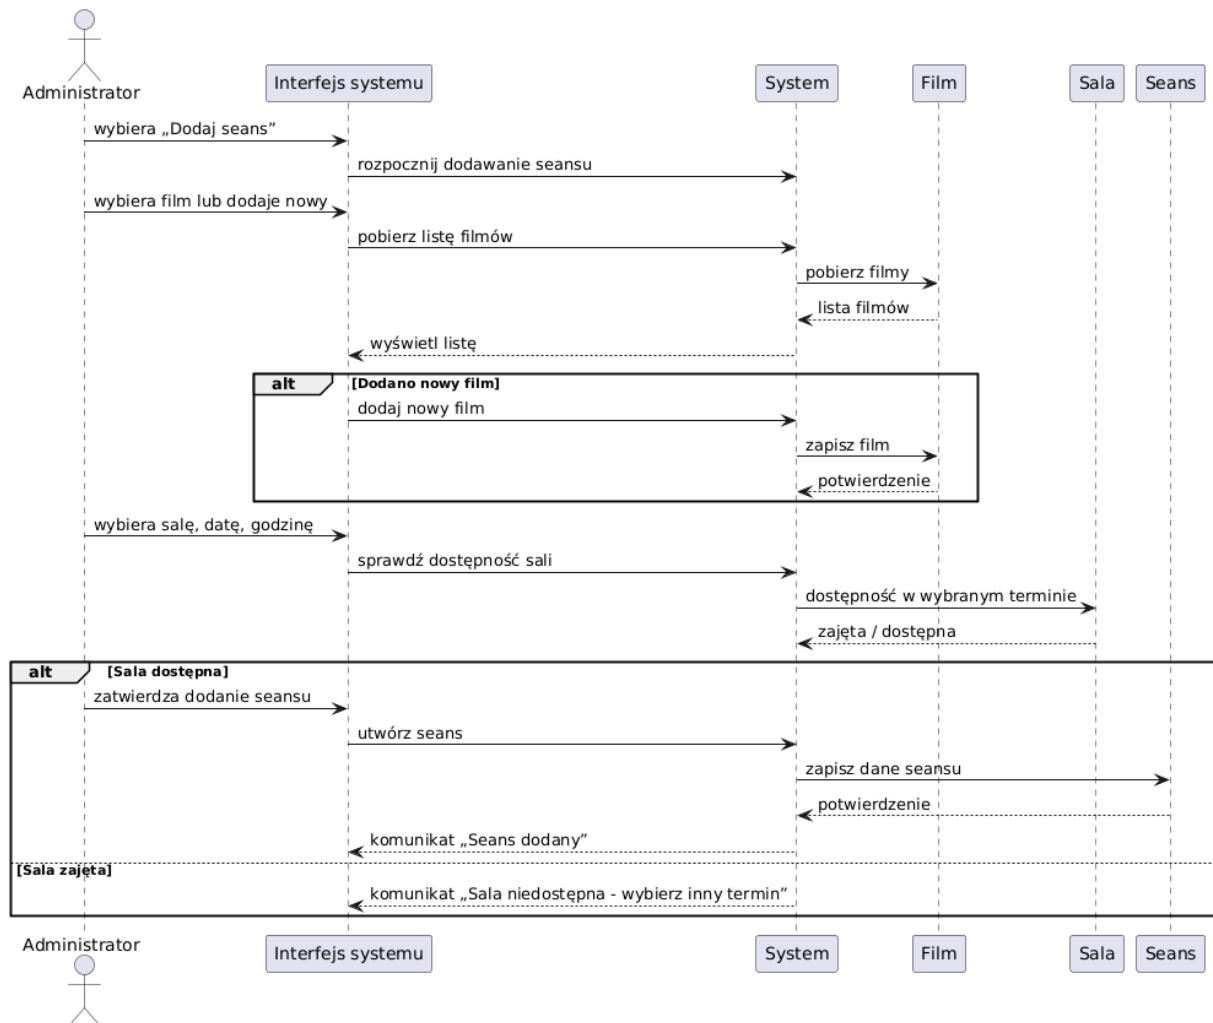 Administrator
Interfejs systemu
System
Film
Sala
Seans
wybiera „Dodaj seans”
rozpocznij dodawanie seansu
wybiera film lub dodaje nowy
pobierz listę filmów
pobierz filmy
lista filmów
wyświetl listę
alt
[Dodano nowy film]
dodaj nowy film
zapisz film
potwierdzenie
wybiera salę, datę, godzinę
sprawdź dostępność sali
dostępność w wybranym terminie
zajęta / dostępna
alt
[Sala dostępna]
zatwierdza dodanie seansu
utwórz seans
zapisz dane seansu
potwierdzenie
komunikat „Seans dodany”
[Sala zajęta]
komunikat „Sala niedostępna - wybierz inny termin”
Administrator
Interfejs systemu
System
Film
Sala
Seans